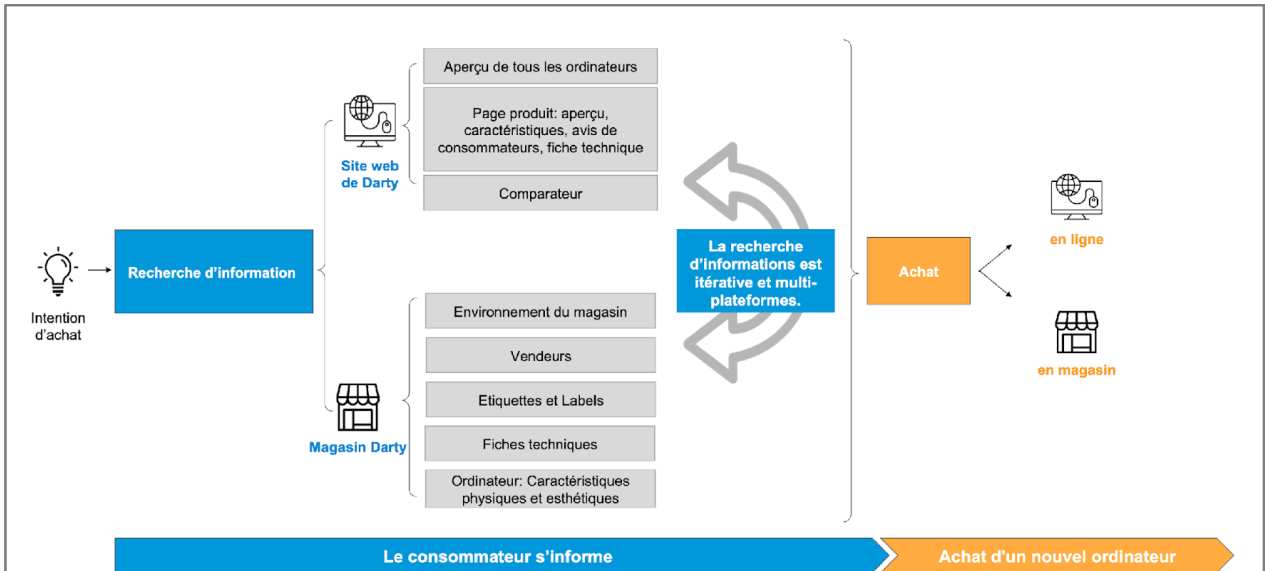 Intention
d'achat
Recherche d'information
Site web
de Darty
Aperçu de tous les ordinateurs
Page produit: aperçu,
caractéristiques, avis de
consommateurs, fiche technique
Comparateur
Magasin Darty
Environnement du magasin
Vendeurs
Etiquettes et Labels
Fiches techniques
Ordinateur: Caractéristiques
physiques et esthétiques
La recherche
d'informations est
itérative et multi-
plateformes.
Achat
en ligne
en magasin
Le consommateur s'informe
Achat d'un nouvel ordinateur